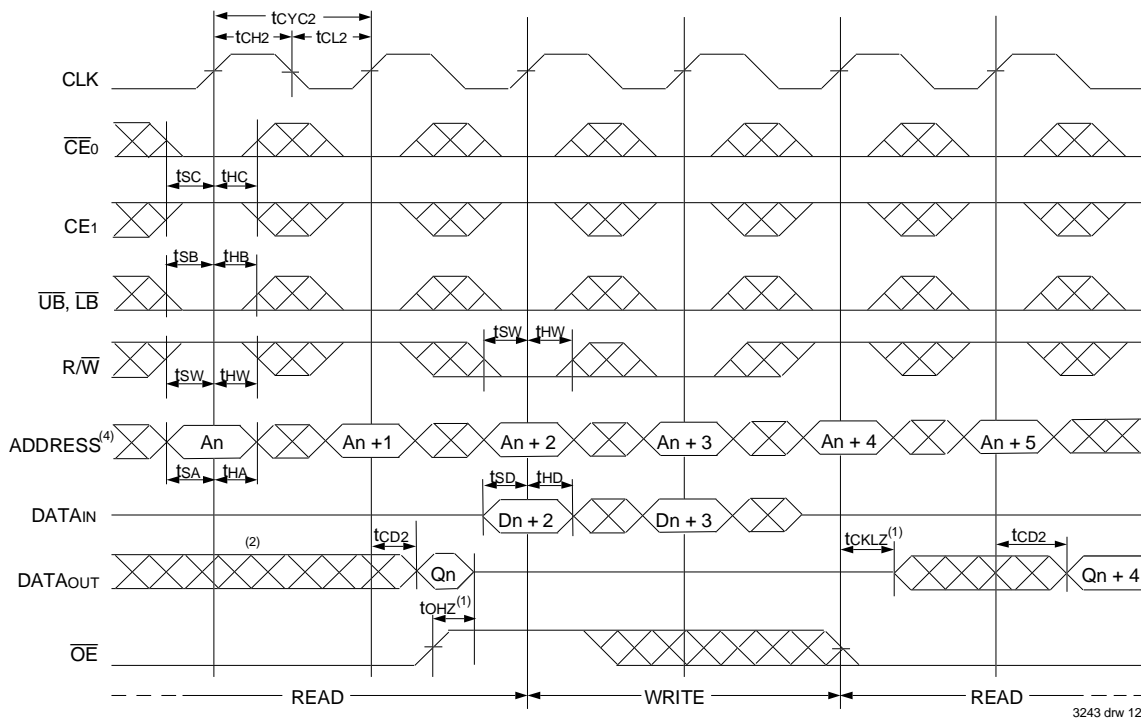 tCYC2
tCH2 tCL2
CLK
CE0
tSC tHC
CE1
tSB tHB
UB, LB
tSW tHW
R/W
tSW tHW
ADDRESS(4) An An + 1 An + 2 An + 3 An + 4 An + 5
tSA tHA tSD tHD
DATAIN Dn + 2 Dn + 3
(2) tCD2 tCKLZ(1) tCD2
DATAOUT Qn Qn + 4
tOHZ(1)
OE
READ WRITE READ
3243 drw 12